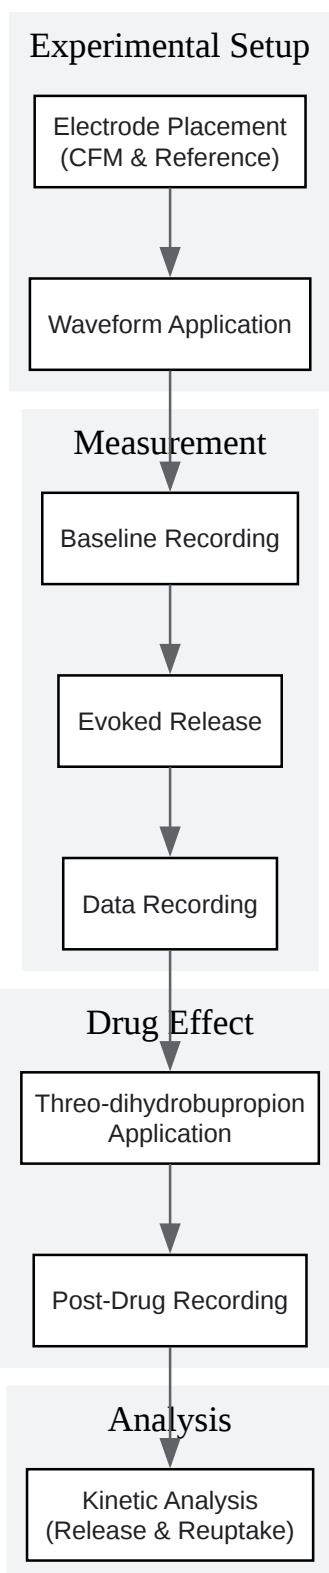 Experimental Setup
Electrode Placement
(CFM & Reference)
Waveform Application
Measurement
Baseline Recording
Evoked Release
Data Recording
Drug Effect
Threo-dihydrobupropion
Application
Post-Drug Recording
Analysis
Kinetic Analysis
(Release & Reuptake)